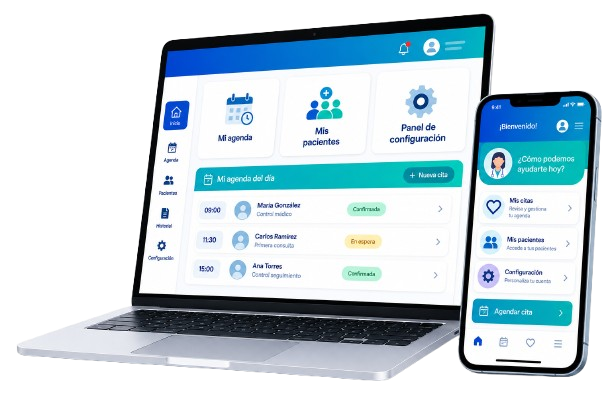 Inicio
Agenda
Pacientes
Historial
Configuración
Mi agenda
Mis
pacientes
Panel de
configuración
Mi agenda del día
+ Nueva cita
09:00
María González
Control médico
Confirmada
11:30
Carlos Ramírez
Primera consulta
En espera
15:00
Ana Torres
Control seguimiento
Confirmada
9:41
¡Bienvenido!
¿Cómo podemos
ayudarte hoy?
Mis citas
Revisa y gestiona
tu agenda
Mis pacientes
Accede a tus pacientes
Configuración
Personaliza tu cuenta
Agendar cita